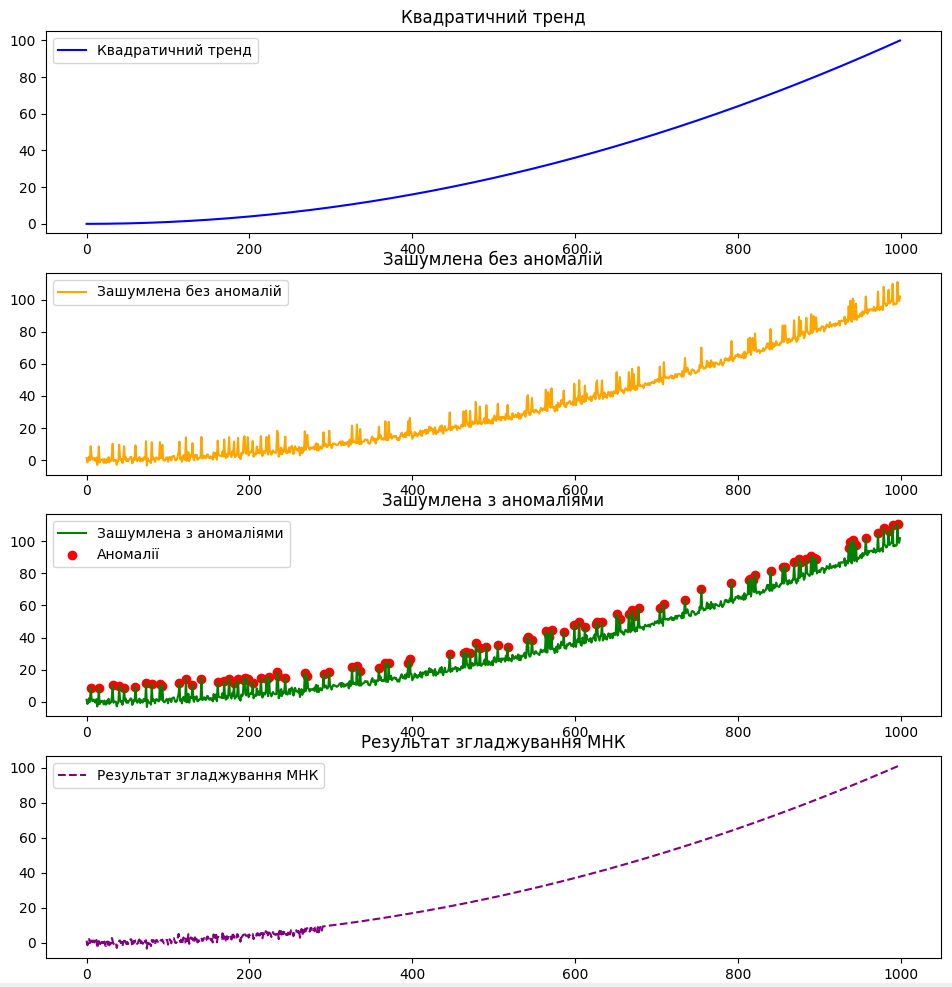 Квадратичний тренд
Квадратичний тренд
100
80
60
40
20
0
0 200 400 600 800 1000
Зашумлена без аномалій
Зашумлена без аномалій
100
80
60
40
20
0
0 200 400 600 800 1000
Зашумлена з аномаліями
Зашумлена з аномаліями
Аномалії
100
80
60
40
20
0
0 200 400 600 800 1000
Результат згладжування МНК
Результат згладжування МНК
100
80
60
40
20
0
0 200 400 600 800 1000